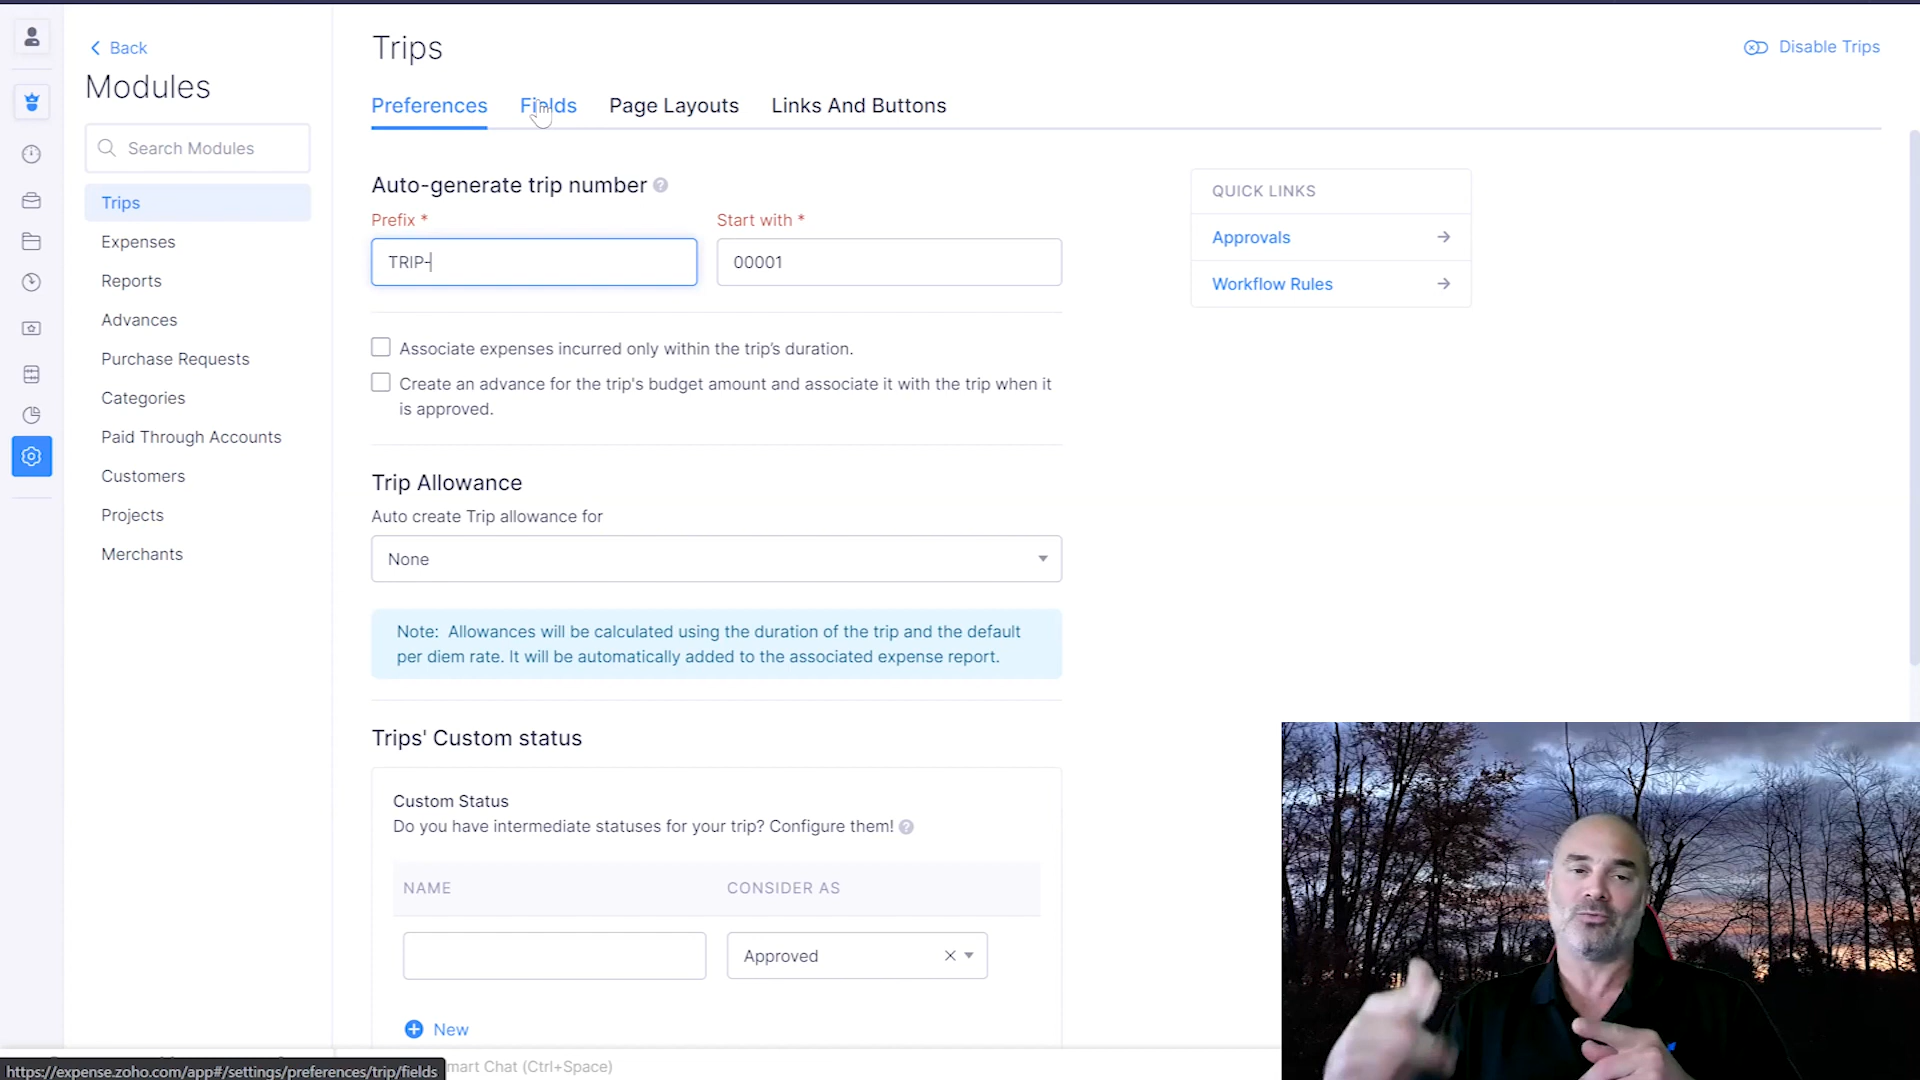 Back
Modules
Search Modules
Trips
Expenses
Reports
Advances
Purchase Requests
Categories
Paid Through Accounts
Customers
Projects
Merchants
Trips
Disable Trips
Preferences Fields Page Layouts Links And Buttons
Auto-generate trip number
Prefix * Start with *
TRIP- 00001
Associate expenses incurred only within the trip's duration.
Create an advance for the trip's budget amount and associate it with the trip when it
is approved.
Trip Allowance
Auto create Trip allowance for
None
Note: Allowances will be calculated using the duration of the trip and the default
per diem rate. It will be automatically added to the associated expense report.
Trips' Custom status
Custom Status
Do you have intermediate statuses for your trip? Configure them!
NAME CONSIDER AS
Approved
New
QUICK LINKS
Approvals
Workflow Rules
https://expense.zoho.com/app#/settings/preferences/trip/fields
mart Chat (Ctrl+Space)